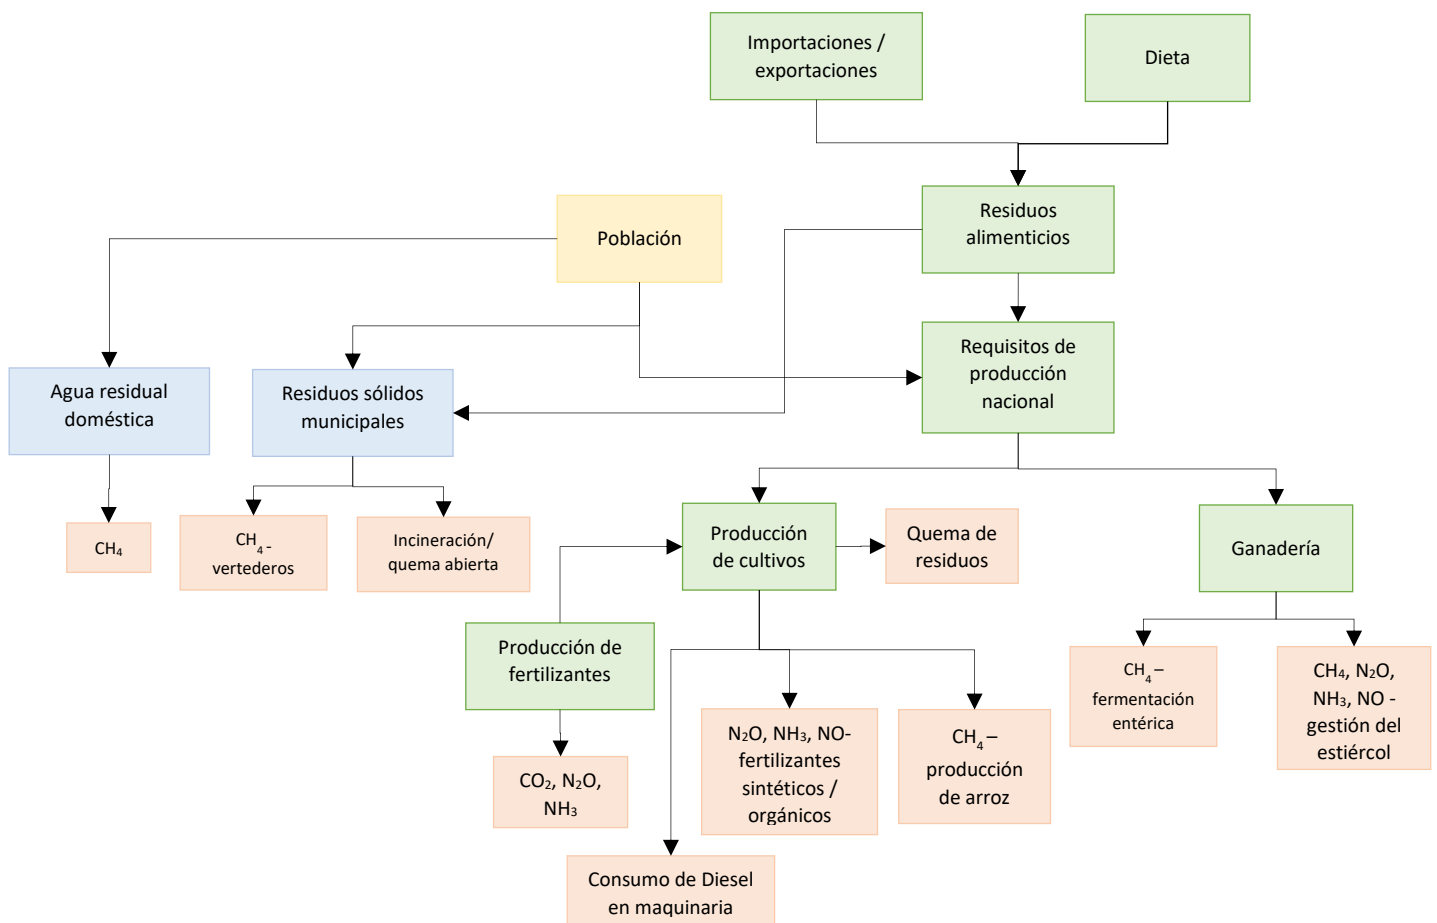 Importaciones /
exportaciones
Dieta
Residuos
alimenticios
Población
Requisitos de
producción
nacional
Agua residual
doméstica
Residuos sólidos
municipales
CH₄
CH₄ -
vertederos
Incineración/
quema abierta
Producción
de cultivos
Quema de
residuos
Ganadería
Producción de
fertilizantes
CH₄ –
fermentación
entérica
CH₄, N₂O,
NH₃, NO -
gestión del
estiércol
N₂O, NH₃, NO-
fertilizantes
sintéticos /
orgánicos
CH₄ –
producción
de arroz
CO₂, N₂O,
NH₃
Consumo de Diesel
en maquinaria